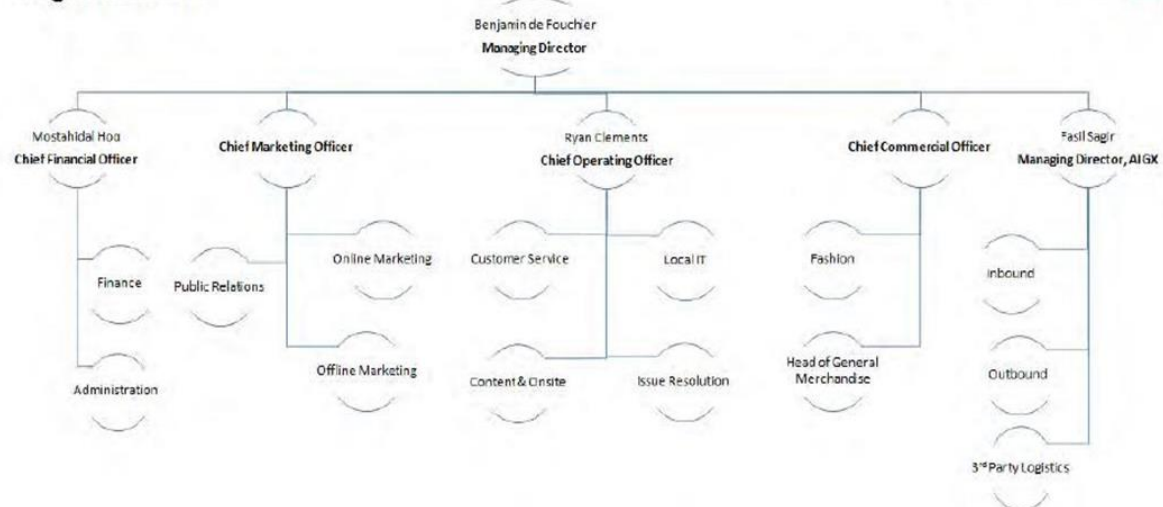 Benjamin de Fouchier
Managing Director
Mostahidal Hoq
Chief Financial Officer
Chief Marketing Officer
Ryan Clements
Chief Operating Officer
Chief Commercial Officer
Fasil Sagir
Managing Director, AIGX
Finance
Administration
Public Relations
Online Marketing
Offline Marketing
Customer Service
Local IT
Content & Onsite
Issue Resolution
Fashion
Head of General
Merchandise
Inbound
Outbound
3rd Party Logistics